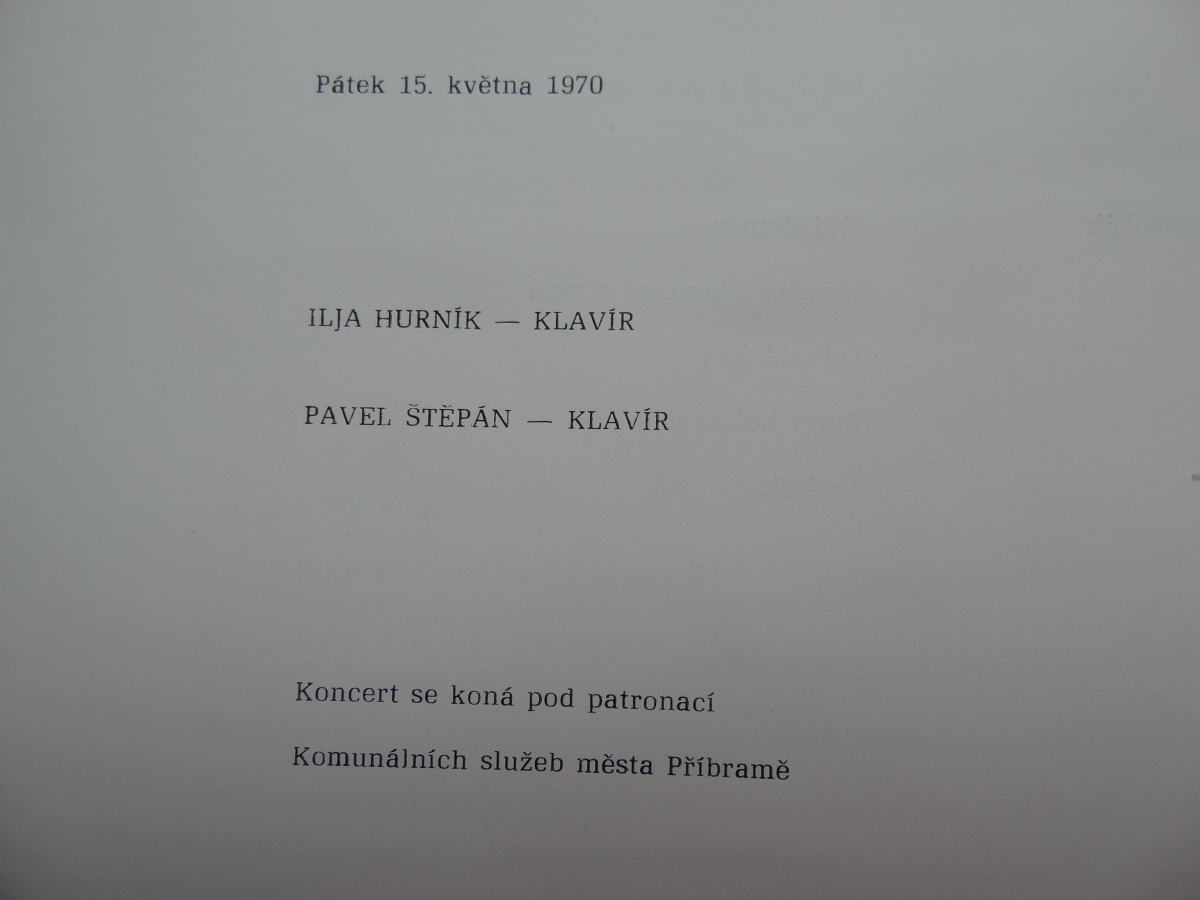 Pátek 15. května 1970
ILJA HURNÍK — KLAVÍR
PAVEL ŠTĚPÁN — KLAVÍR
Koncert se koná pod patronací
Komunálních služeb města Příbramě